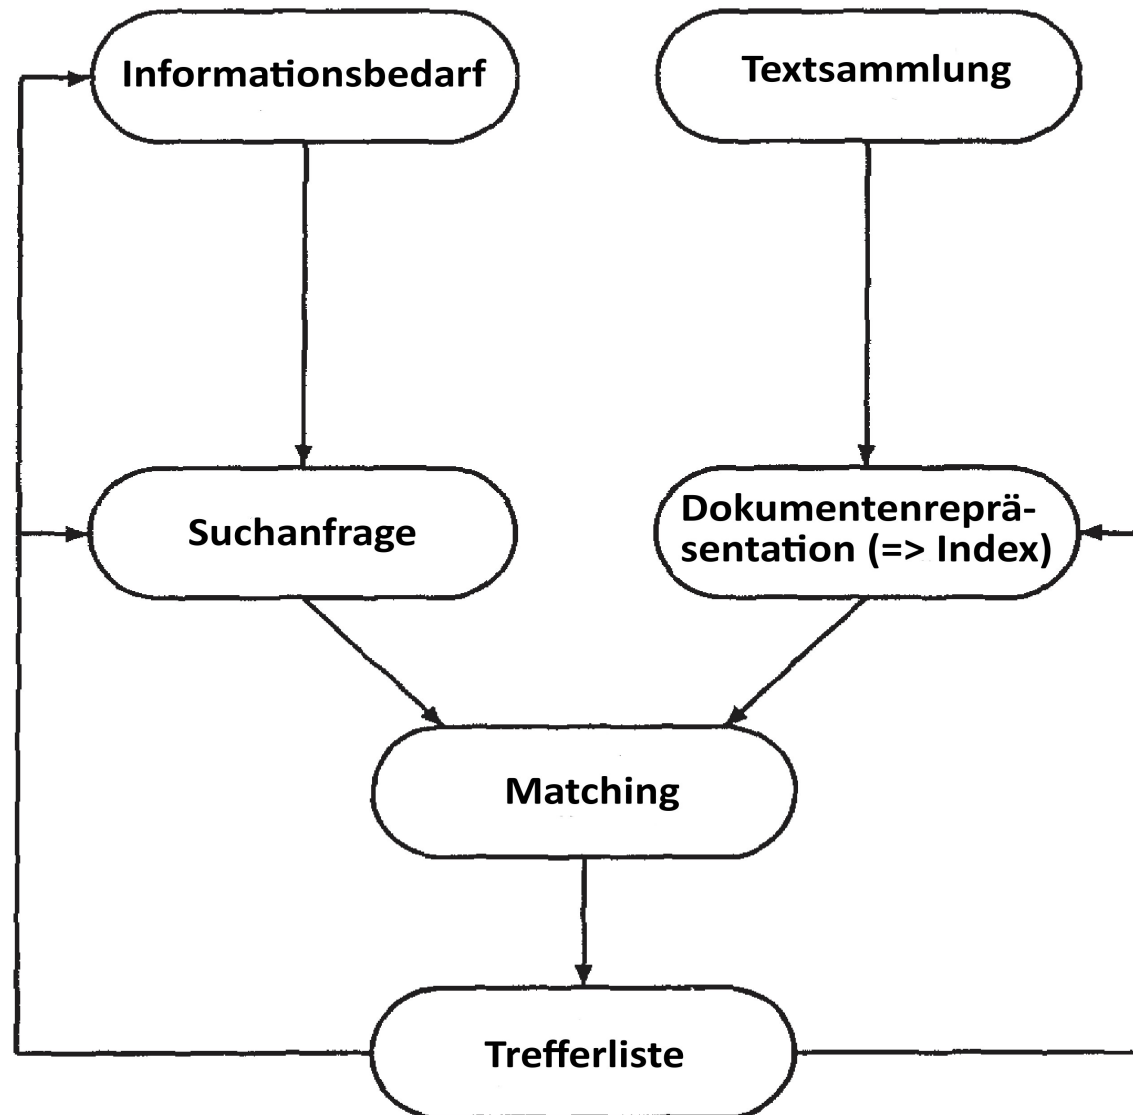 Informationsbedarf
Textsammlung
Suchanfrage
Dokumentenreprä-
sentation (=> Index)
Matching
Trefferliste